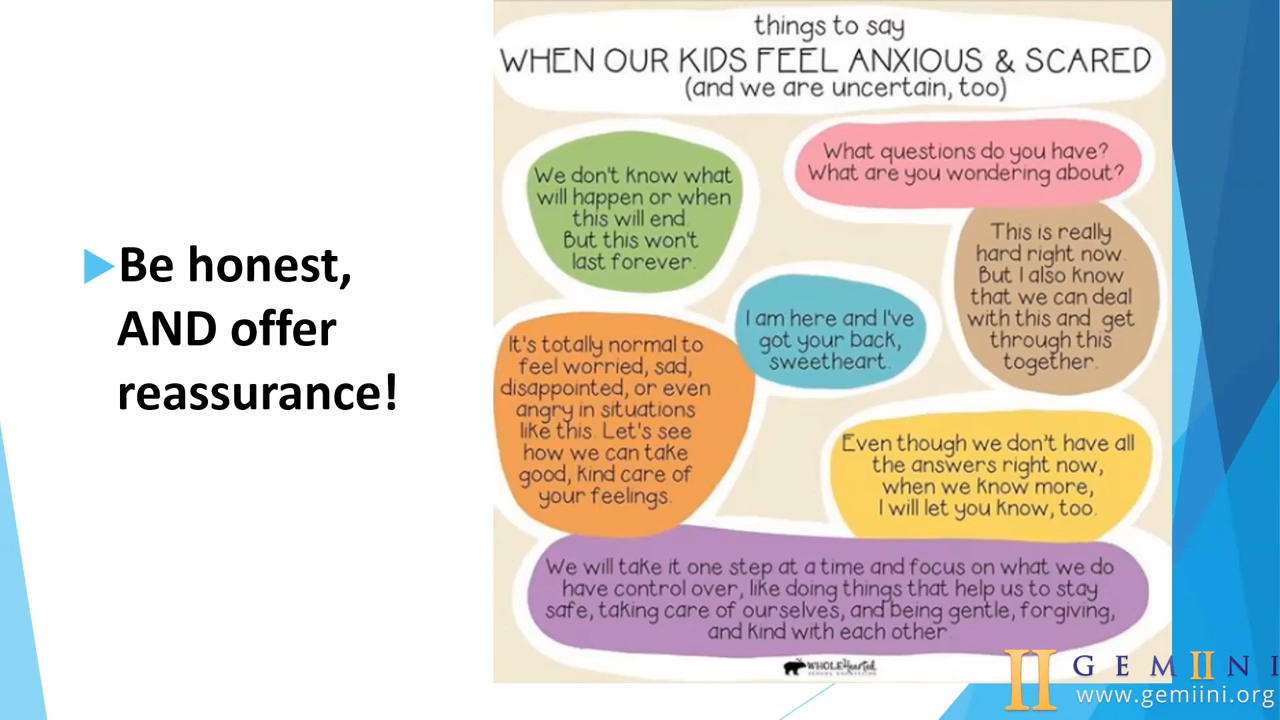 Be honest,
AND offer
reassurance!
things to say
WHEN OUR KIDS FEEL ANXIOUS & SCARED
(and we are uncertain, too)
We don't know what
will happen or when
this will end.
But this won't
last forever.
What questions do you have?
What are you wondering about?
This is really
hard right now.
But I also know
that we can deal
with this and get
through this
together.
I am here and I've
got your back,
sweetheart.
It's totally normal to
feel worried, sad,
disappointed, or even
angry in situations
like this. Let's see
how we can take
good, kind care of
your feelings.
Even though we don't have all
the answers right now,
when we know more,
I will let you know, too.
We will take it one step at a time and focus on what we do
have control over, like doing things that help us to stay
safe, taking care of ourselves, and being gentle, forgiving,
and kind with each other
WHOLEHearted
SCHOOL COUNSELING
GEMIINI
www.gemiini.org